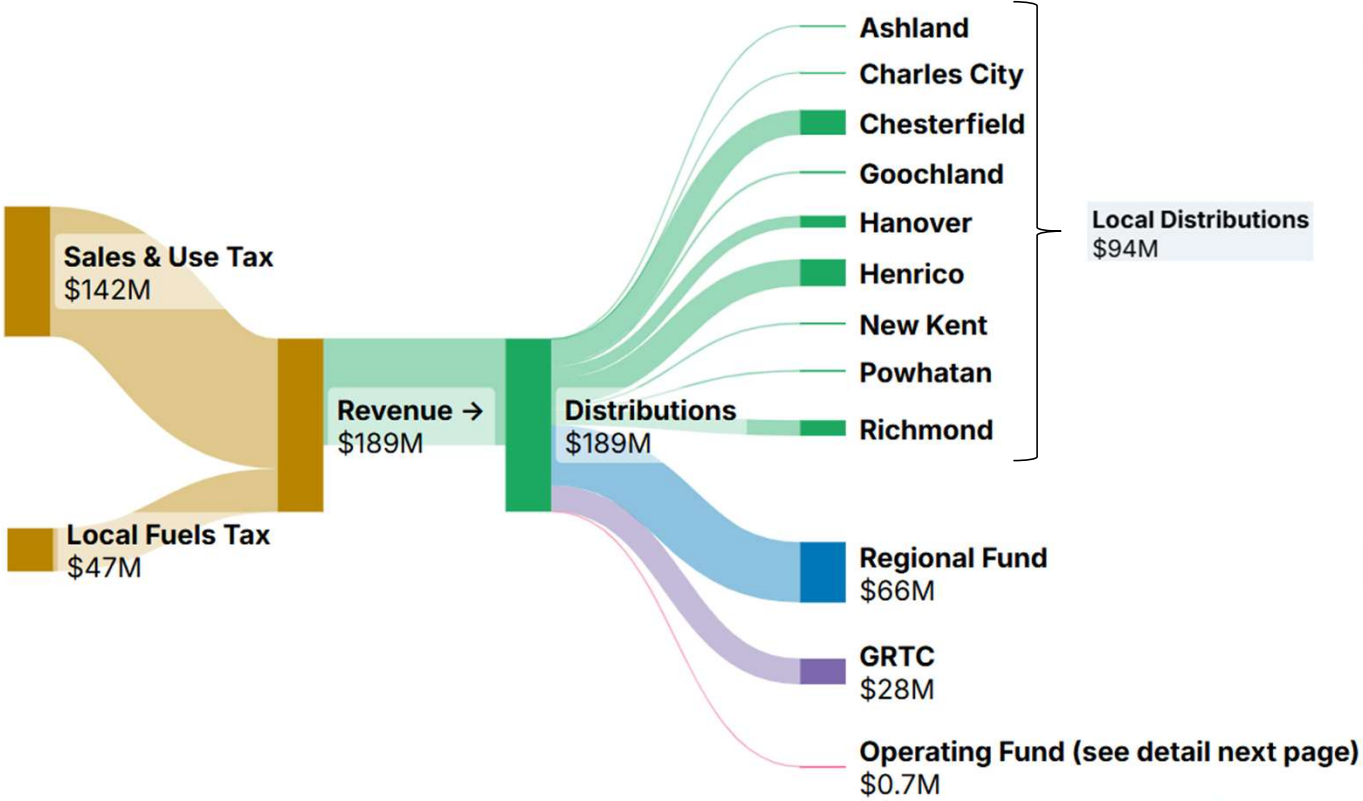 Sales & Use Tax
$142M
Local Fuels Tax
$47M
Revenue →
$189M
Distributions
$189M
Ashland
Charles City
Chesterfield
Goochland
Hanover
Henrico
New Kent
Powhatan
Richmond
Local Distributions
$94M
Regional Fund
$66M
GRTC
$28M
Operating Fund (see detail next page)
$0.7M